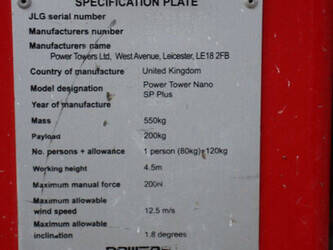 SPECIFICATION PLATE
JLG serial number
Manufacturers number
Manufacturers name
Power Towers Ltd, West Avenue, Leicester, LE18 2FB
Country of manufacture United Kingdom
Model designation Power Tower Nano
SP Plus
Year of manufacture
Mass 550kg
Payload 200kg
No. persons + allowance 1 person (80kg)+120kg
Working height 4.5m
Maximum manual force 200N
Maximum allowable
wind speed 12.5 m/s
Maximum allowable
inclination 1.8 degrees